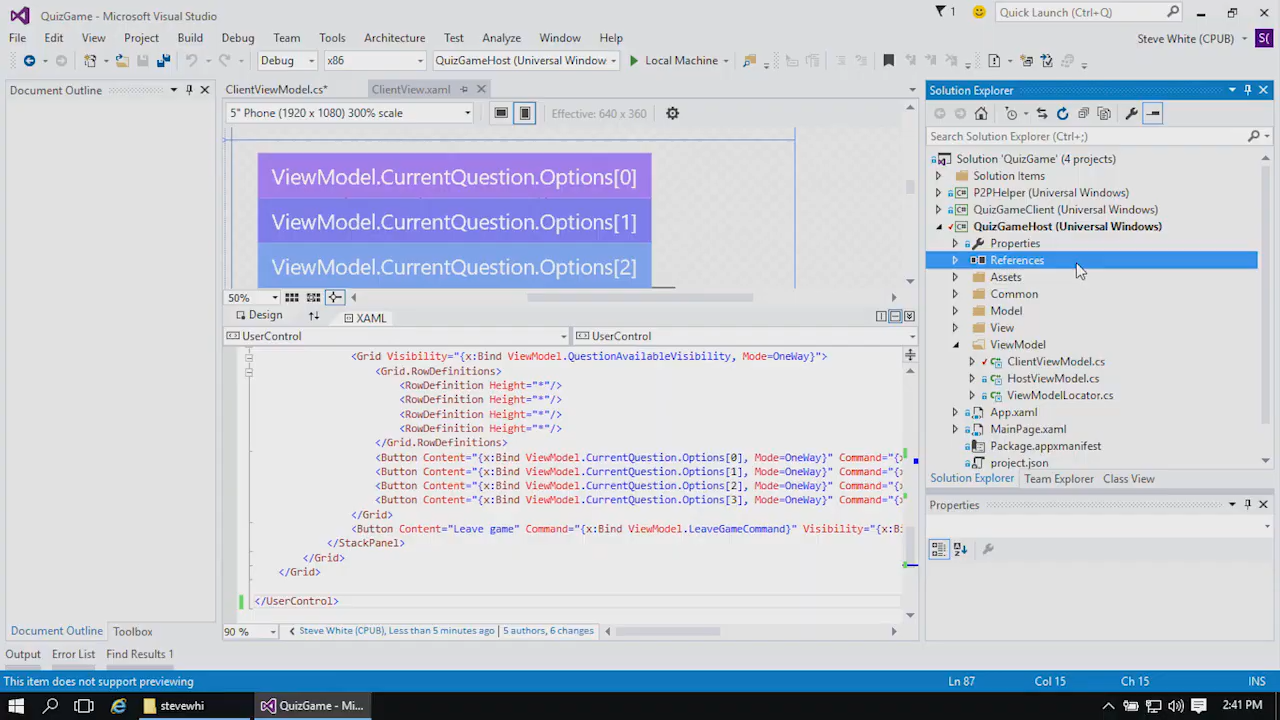 QuizGame - Microsoft Visual Studio
1
Quick Launch (Ctrl+Q)
File Edit View Project Build Debug Team Tools Architecture Test Analyze Window Help
Steve White (CPUB)
S(
Debug x86 QuizGameHost (Universal Window Local Machine
Document Outline
ClientViewModel.cs* ClientView.xaml
5" Phone (1920 x 1080) 300% scale
Effective: 640 x 360
ViewModel.CurrentQuestion.Options[0]
ViewModel.CurrentQuestion.Options[1]
ViewModel.CurrentQuestion.Options[2]
50%
Design XAML
UserControl UserControl
<Grid Visibility="{x:Bind ViewModel.QuestionAvailableVisibility, Mode=OneWay}">
<Grid.RowDefinitions>
<RowDefinition Height="*"/>
<RowDefinition Height="*"/>
<RowDefinition Height="*"/>
<RowDefinition Height="*"/>
</Grid.RowDefinitions>
<Button Content="{x:Bind ViewModel.CurrentQuestion.Options[0], Mode=OneWay}" Command="{x
<Button Content="{x:Bind ViewModel.CurrentQuestion.Options[1], Mode=OneWay}" Command="{x
<Button Content="{x:Bind ViewModel.CurrentQuestion.Options[2], Mode=OneWay}" Command="{x
<Button Content="{x:Bind ViewModel.CurrentQuestion.Options[3], Mode=OneWay}" Command="{x
</Grid>
<Button Content="Leave game" Command="{x:Bind ViewModel.LeaveGameCommand}" Visibility="{x:Bi
</StackPanel>
</Grid>
</Grid>
</UserControl>
90 % Steve White (CPUB), Less than 5 minutes ago 5 authors, 6 changes
Document Outline Toolbox
Output Error List Find Results 1
Solution Explorer
Search Solution Explorer (Ctrl+;)
Solution 'QuizGame' (4 projects)
Solution Items
P2PHelper (Universal Windows)
QuizGameClient (Universal Windows)
QuizGameHost (Universal Windows)
Properties
References
Assets
Common
Model
View
ViewModel
ClientViewModel.cs
HostViewModel.cs
ViewModelLocator.cs
App.xaml
MainPage.xaml
Package.appxmanifest
project.json
Solution Explorer Team Explorer Class View
Properties
This item does not support previewing
Ln 87 Col 15 Ch 15 INS
stevewhi QuizGame - Mi...
2:41 PM